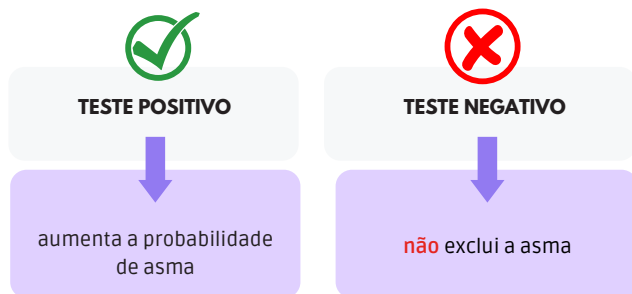 TESTE POSITIVO
aumenta a probabilidade
de asma
TESTE NEGATIVO
não exclui a asma